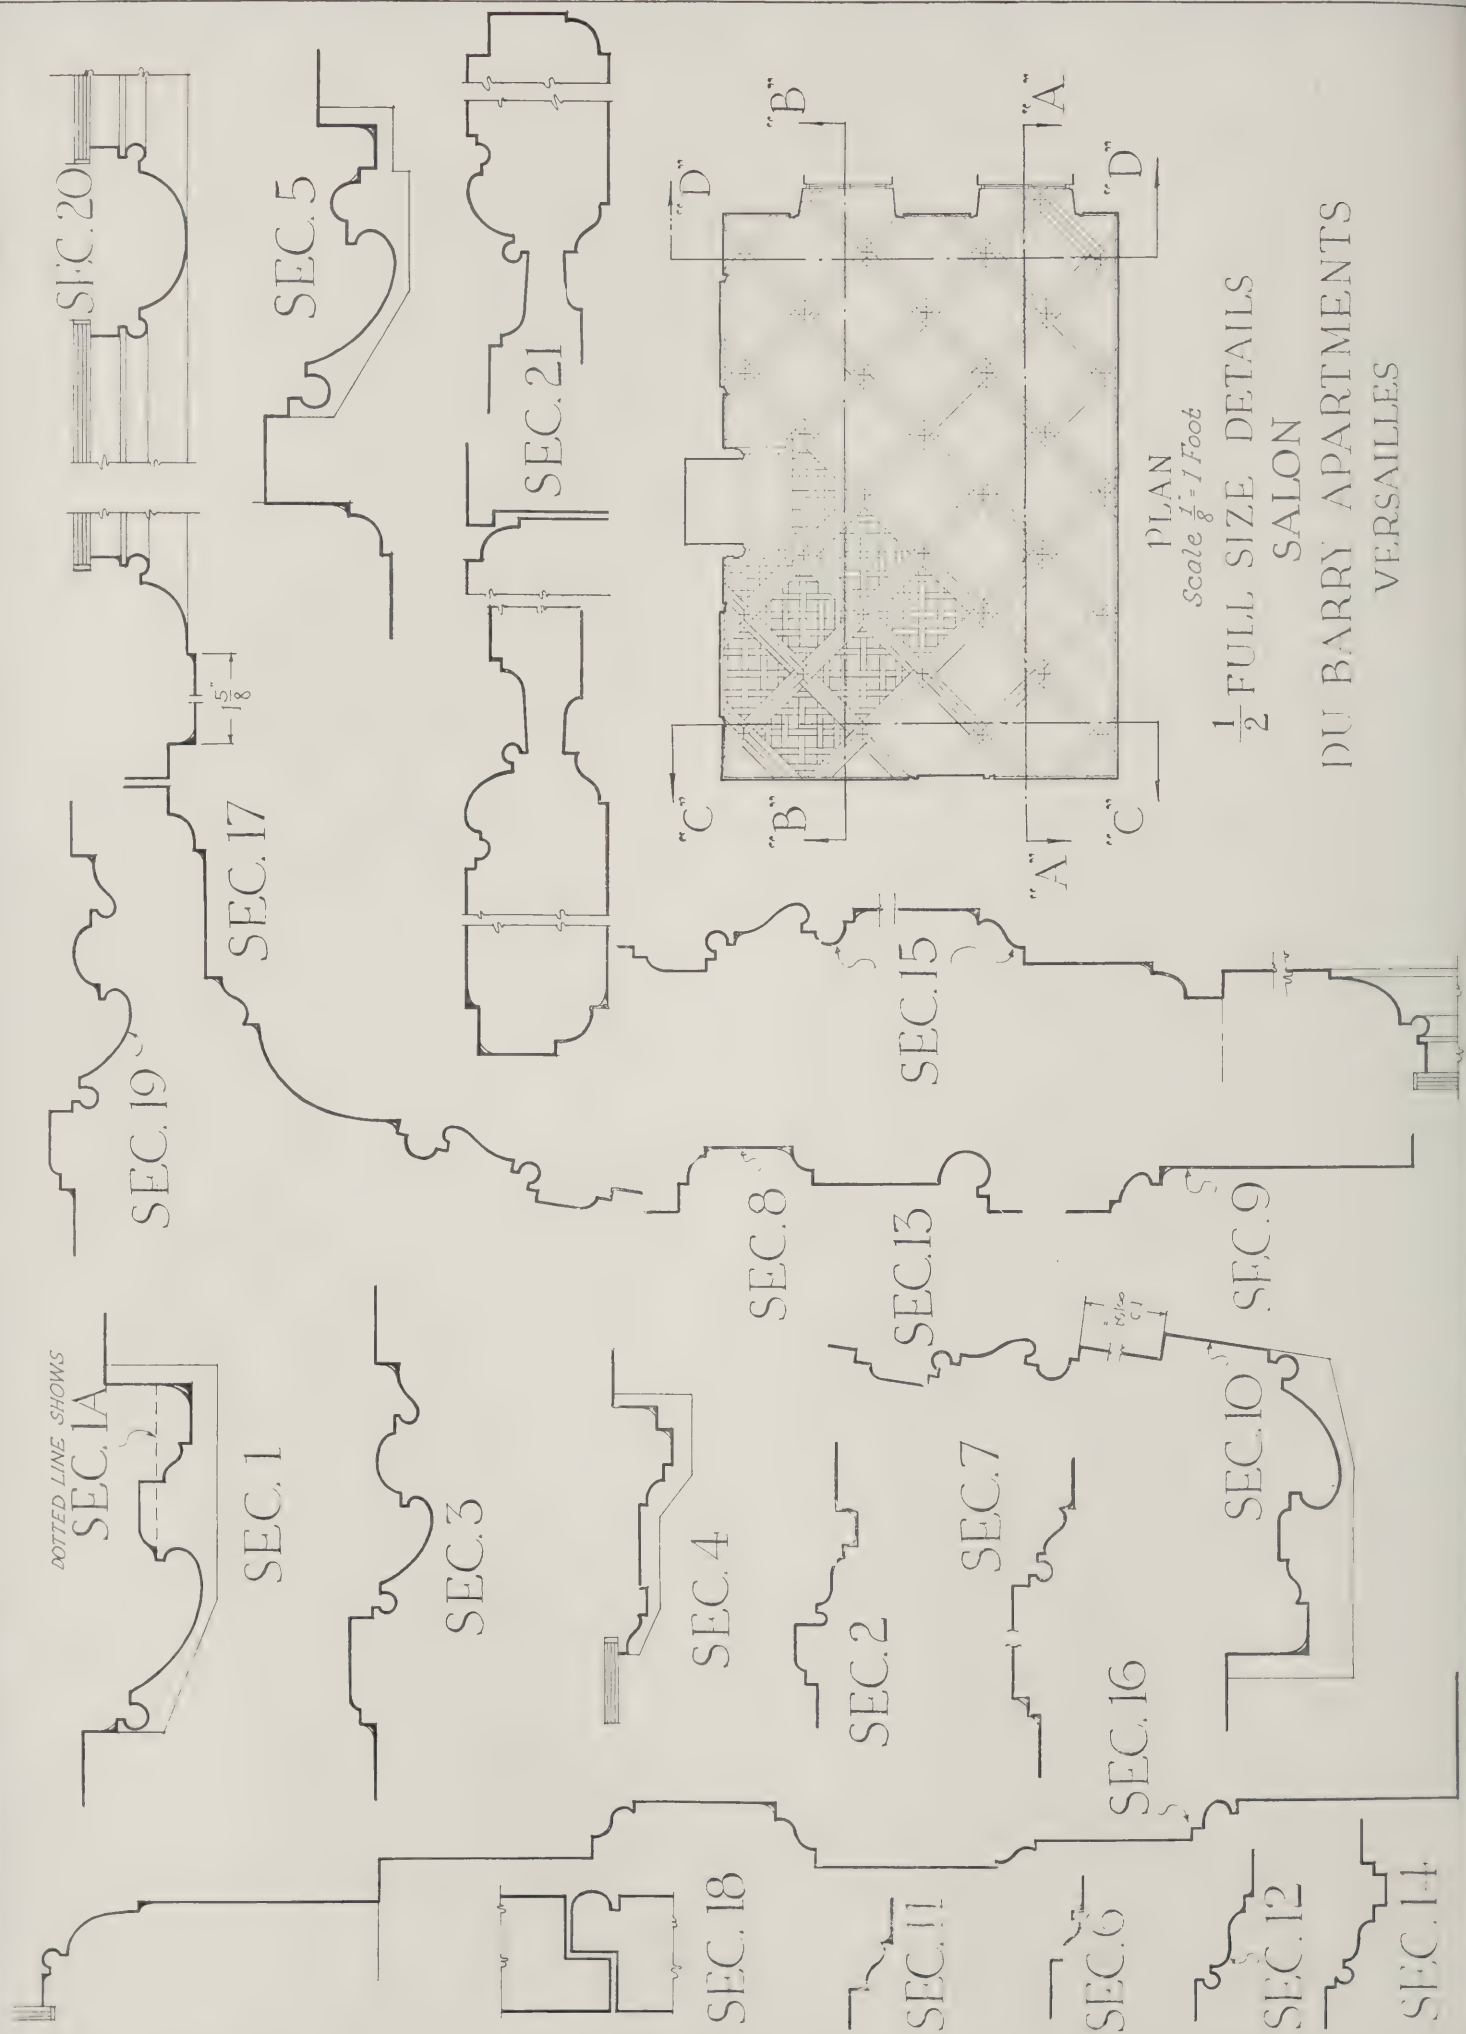 DOTTED LINE SHOWS
SEC. 1A
SEC. 1
SEC. 3
SEC. 4
SEC. 2
SEC. 7
SEC. 16
SEC. 18
SEC. 11
SEC. 6
SEC. 12
SEC. 14
SEC. 19
SEC. 17
1 5/8"
SEC. 8
SEC. 13
SEC. 10
SEC. 9
SEC. 15
SEC. 20
SEC. 5
SEC. 21
"C"
"D"
"B"
"B"
"A"
"A"
"C"
"D"
PLAN
Scale 1/8" = 1 Foot
1/2 FULL SIZE DETAILS
SALON
DU BARRY APARTMENTS
VERSAILLES